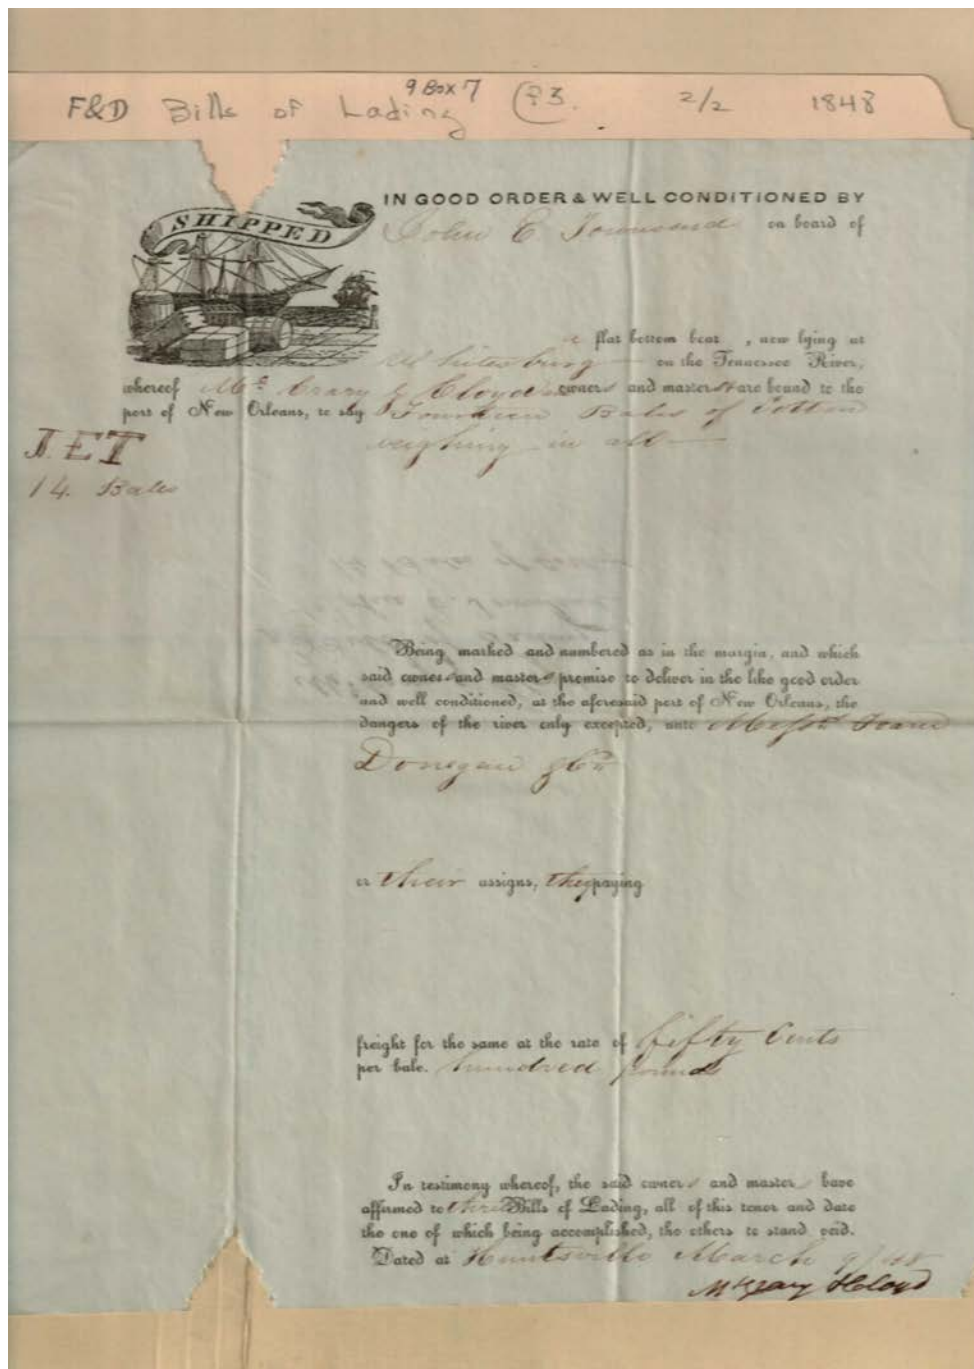 9 Box 7
F&D Bills of Lading 93. 2/2 1848
SHIPPED
IN GOOD ORDER & WELL CONDITIONED BY
John E. Townsend on board of
a flat bottom boat , now lying at
Whitesburg on the Tennessee River,
whereof Mc Crary & Cloyd owners and masters are bound to the
port of New Orleans, to say Fourteen Bales of Cotton
weighing in all
JET
14. Bales
Being marked and numbered as in the margin, and which
said owners and masters promise to deliver in the like good order
and well conditioned, at the aforesaid port of New Orleans, the
dangers of the river only excepted, unto Messrs
Donegan & Co
or their assigns, they paying
freight for the same at the rate of fifty Cents
per bale. hundred pounds
In testimony whereof, the said owners and master have
affirmed to three Bills of Lading, all of this tenor and date
the one of which being accomplished, the others to stand void.
Dated at Huntsville March 9/48
McCrary & Cloyd